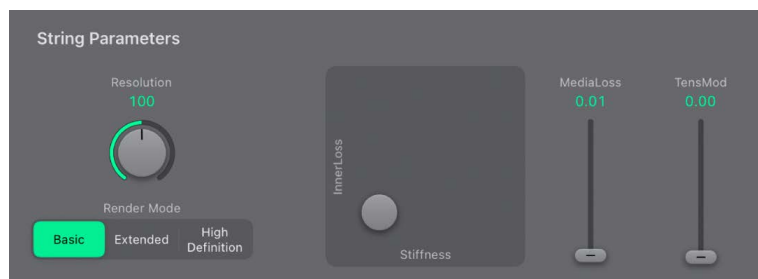 String Parameters
Resolution
100
Render Mode
Basic
Extended
High
Definition
InnerLoss
Stiffness
MediaLoss
0.01
TensMod
0.00